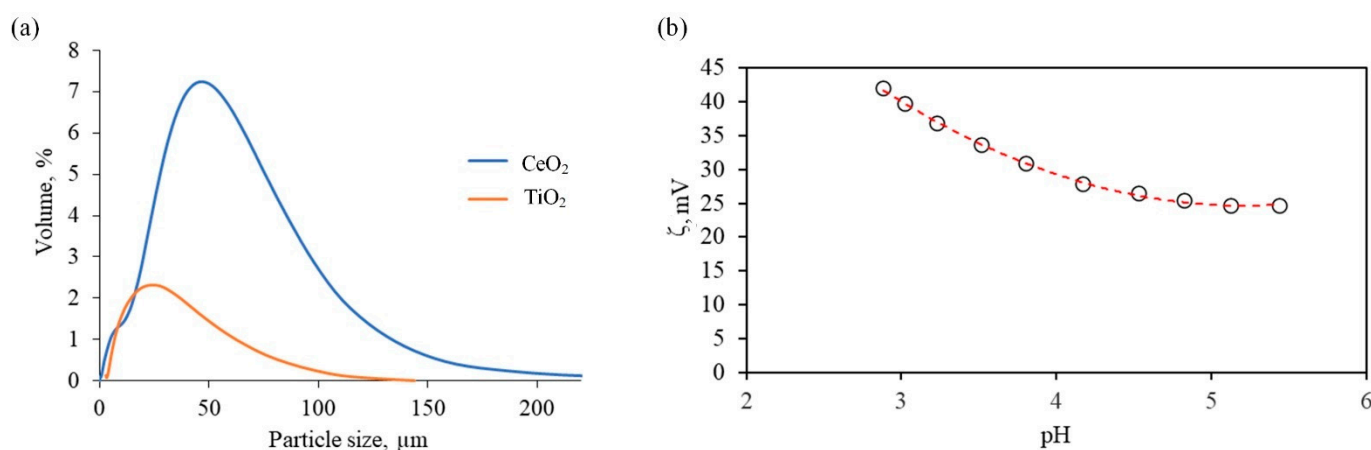 (a)
8
7
6
5
4
3
2
1
0
Volume, %
0 50 100 150 200
Particle size, µm
CeO₂
TiO₂
(b)
45
40
35
30
25
20
15
10
5
0
ζ, mV
2 3 4 5 6
pH